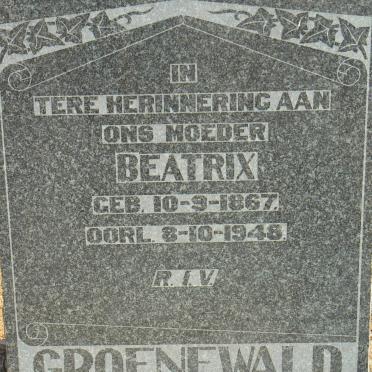 IN
TERE HERINNERING AAN
ONS MOEDER
BEATRIX
GEB. 10-9-1867.
OORL. 8-10-1948.
R.I.V.
GROENEWALD